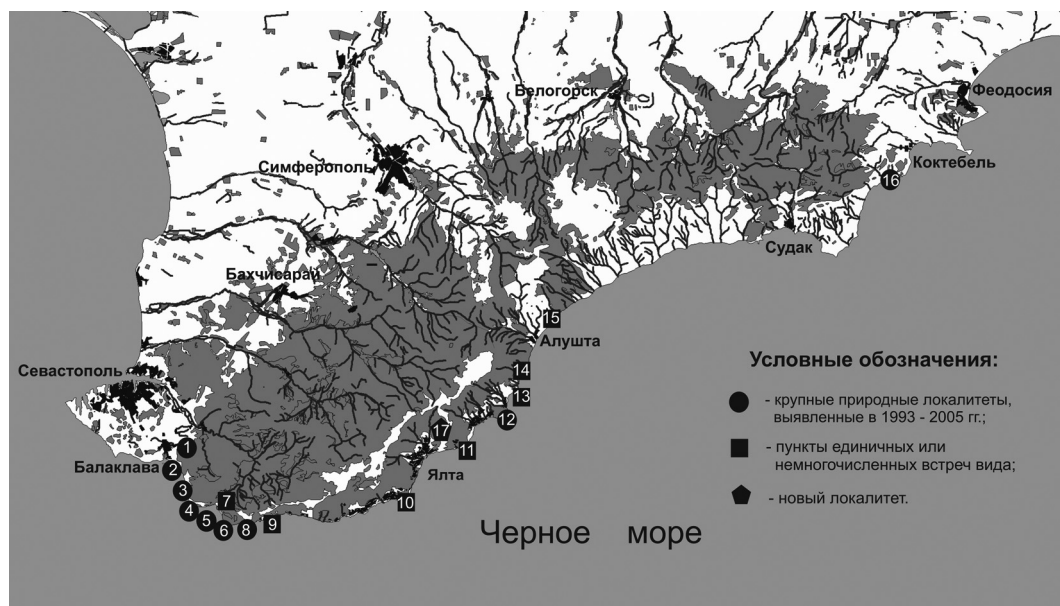 Белогорск
Феодосия
Симферополь
Коктебель
16
Судак
Бахчисарай
15
Алушта
Севастополь
14
13
12
17
11
Ялта
10
Балаклава
1
2
3
4
5
6
7
8
9
Черное море
Условные обозначения:
- крупные природные локалитеты,
выявленные в 1993 - 2005 гг.;
- пункты единичных или
немногочисленных встреч вида;
- новый локалитет.